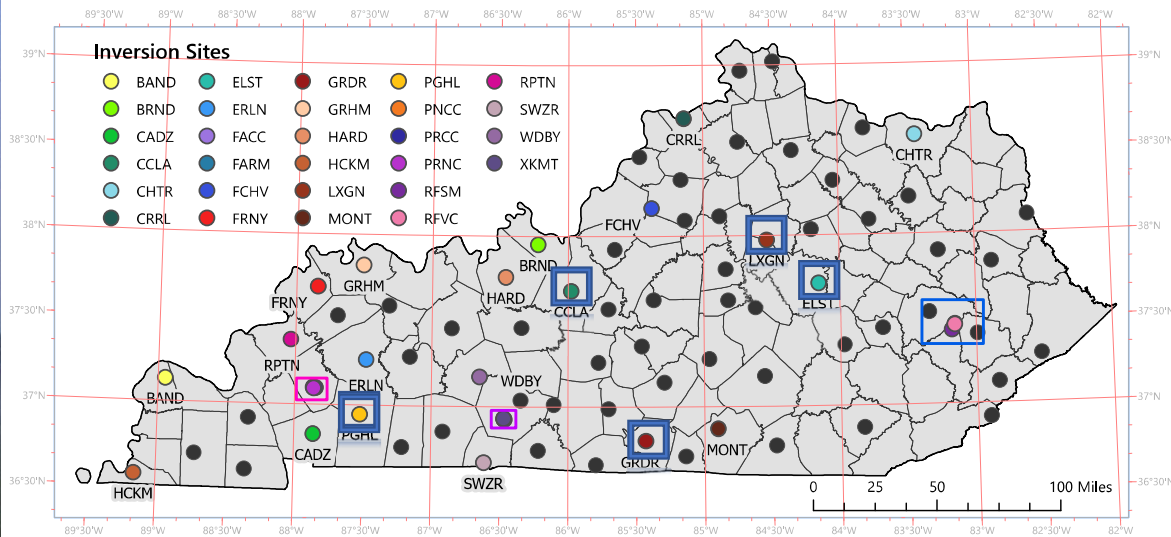 89°30'W 89°W 88°30'W 88°W 87°30'W 87°W 86°30'W 86°W 85°30'W 85°W 84°30'W 84°W 83°30'W 83°W 82°30'W 82°W
39°N 39°N
Inversion Sites
BAND ELST GRDR PGHL RPTN
BRND ERLN GRHM PNCC SWZR
CADZ FACC HARD PRCC WDBY
CCLA FARM HCKM PRNC XKMT
CHTR FCHV LXGN RFSM
CRRL FRNY MONT RFVC
38°30'N CRRL CHTR 38°30'N
38°N FCHV 38°N
BRND LXGN
GRHM HARD
FRNY CCLA ELST
37°30'N 37°30'N
RPTN
ERLN WDBY
37°N BAND 37°N
PGHL
CADZ GRDR MONT
36°30'N HCKM SWZR 36°30'N
0 25 50 100 Miles
89°30'W 89°W 88°30'W 88°W 87°30'W 87°W 86°30'W 86°W 85°30'W 85°W 84°30'W 84°W 83°30'W 83°W 82°30'W 82°W